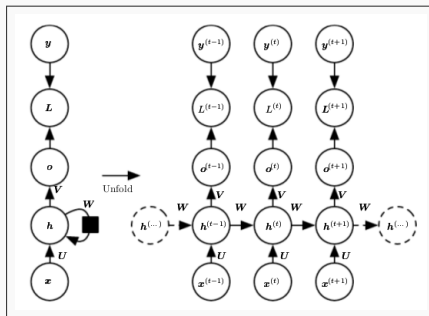 y y^(t−1) y^(t) y^(t+1)
L L^(t−1) L^(t) L^(t+1)
o o^(t−1) o^(t) o^(t+1)
Unfold
V V V V
W W W W W
h h^(...) h^(t−1) h^(t) h^(t+1) h^(...)
U U U U
x x^(t−1) x^(t) x^(t+1)